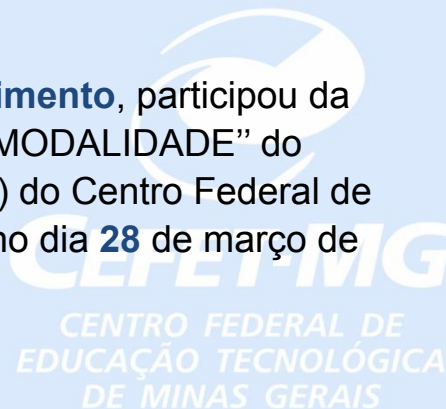 imento, participou da
MODALIDADE” do
) do Centro Federal de
no dia 28 de março de
CEFET-MG
CENTRO FEDERAL DE
EDUCAÇÃO TECNOLÓGICA
DE MINAS GERAIS